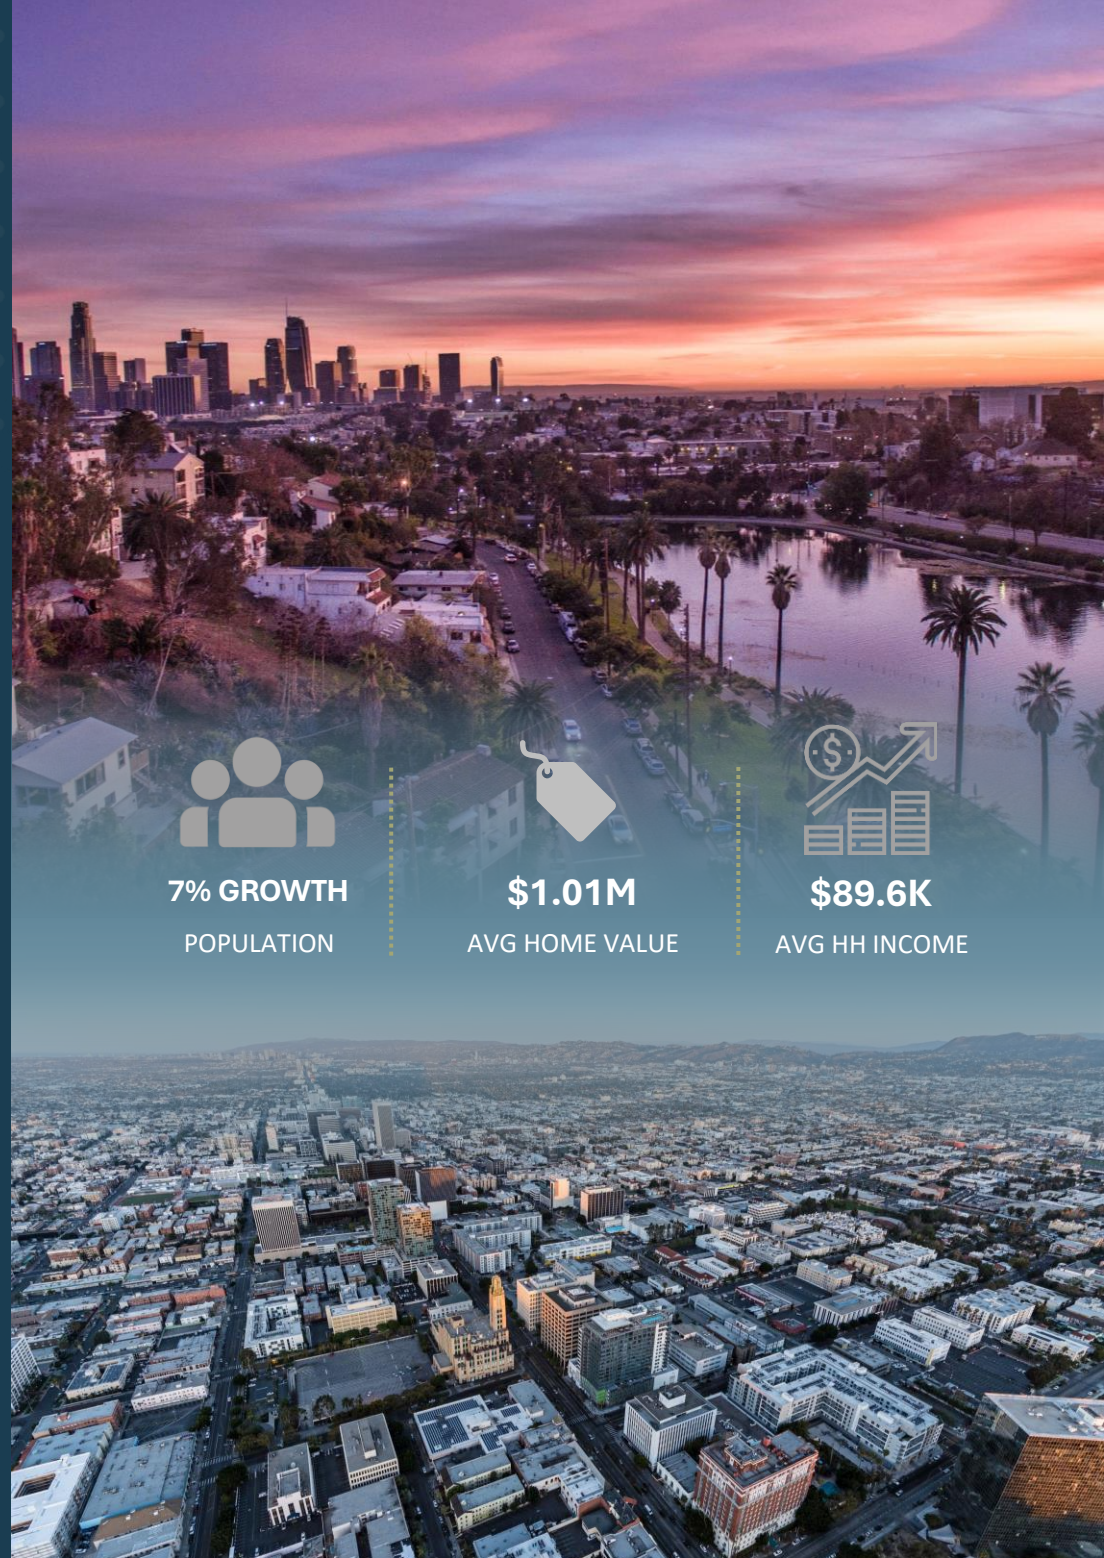 7% GROWTH
POPULATION
$1.01M
AVG HOME VALUE
$89.6K
AVG HH INCOME